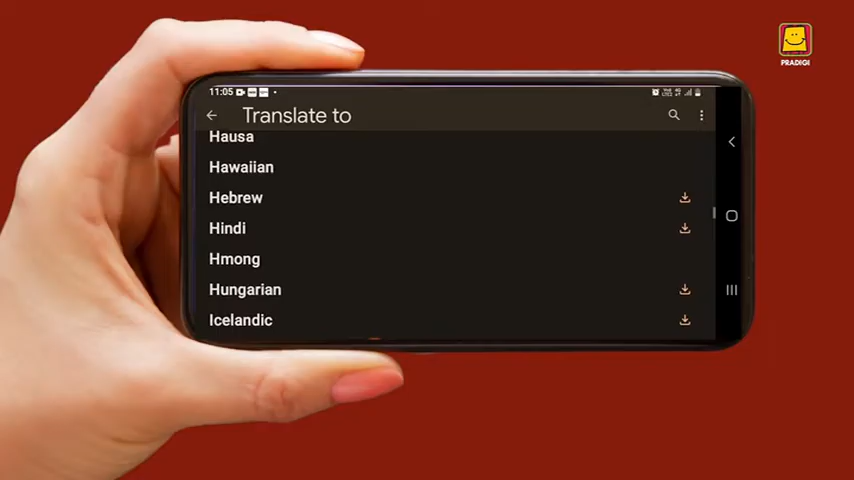 PRADIGI
11:05
Translate to
Hausa
Hawaiian
Hebrew
Hindi
Hmong
Hungarian
Icelandic